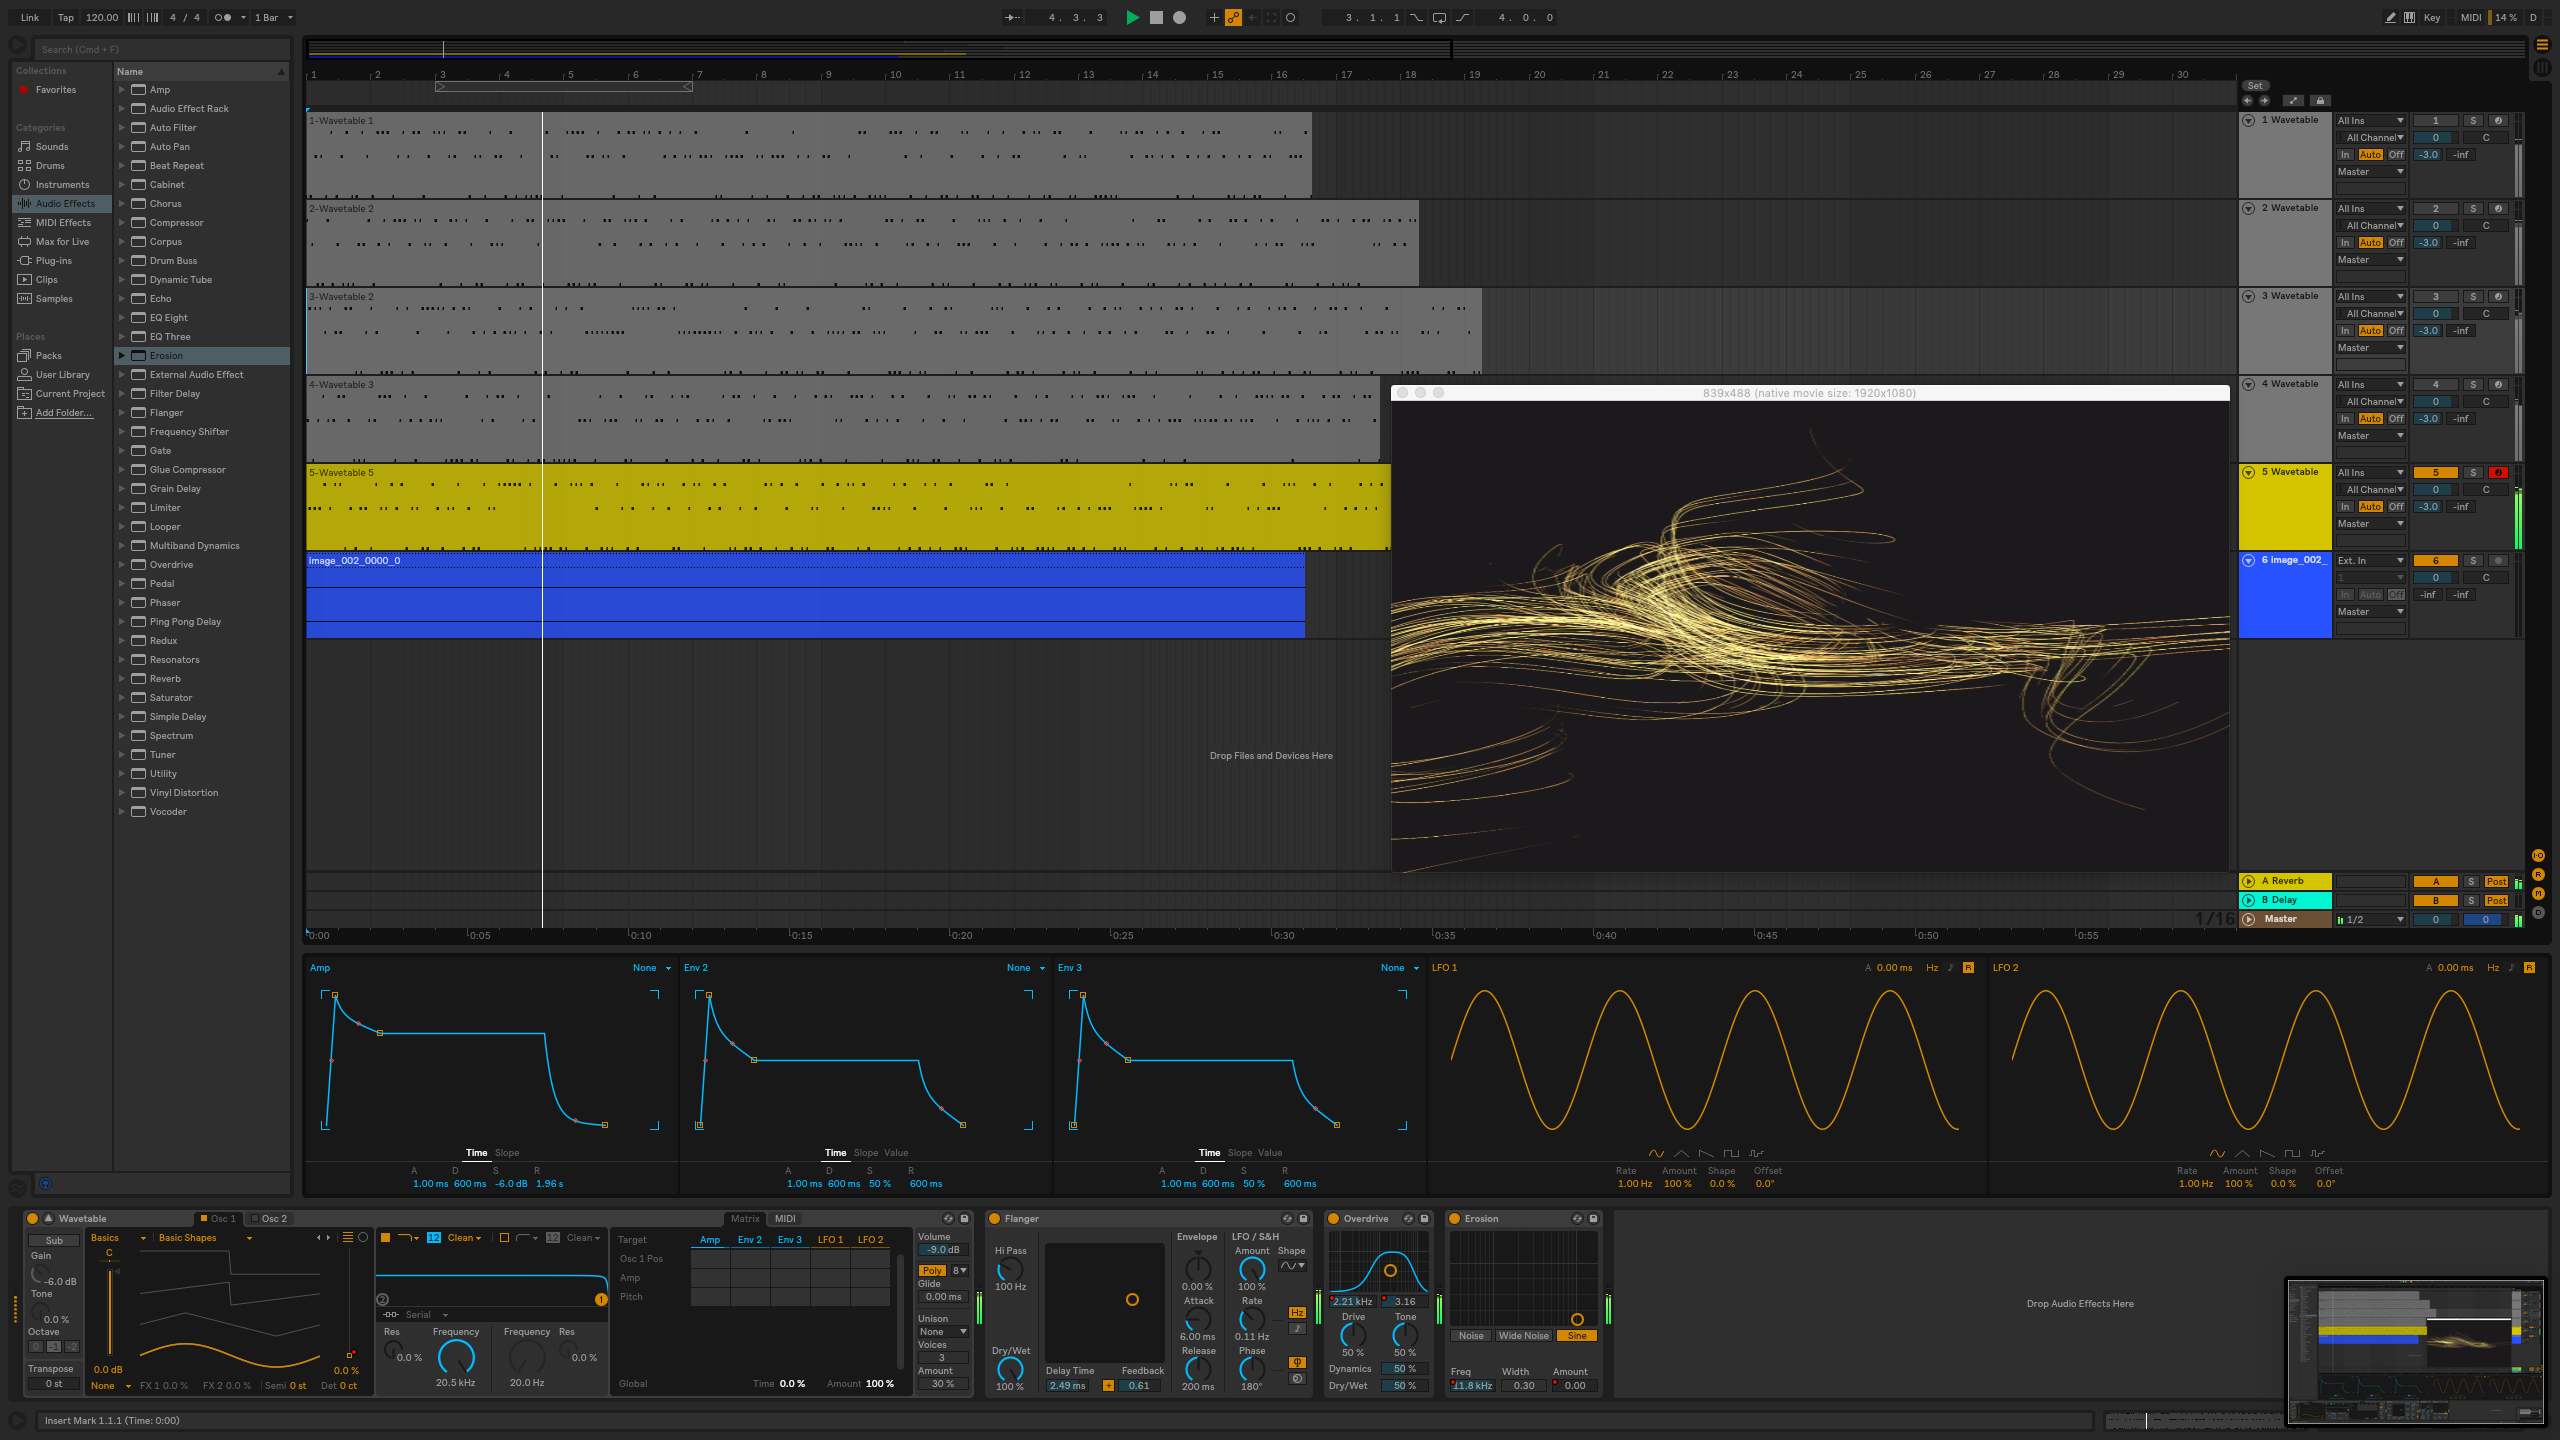 Link Tap 120.00 4 / 4 1 Bar 4. 3. 3 3. 1. 1 4. 0. 0 Key MIDI 14 % D
Search (Cmd + F)
Collections
Favorites
Categories
Sounds
Drums
Instruments
Audio Effects
MIDI Effects
Max for Live
Plug-ins
Clips
Samples
Places
Packs
User Library
Current Project
Add Folder...
Name
Amp
Audio Effect Rack
Auto Filter
Auto Pan
Beat Repeat
Cabinet
Chorus
Compressor
Corpus
Drum Buss
Dynamic Tube
Echo
EQ Eight
EQ Three
Erosion
External Audio Effect
Filter Delay
Flanger
Frequency Shifter
Gate
Glue Compressor
Grain Delay
Limiter
Looper
Multiband Dynamics
Overdrive
Pedal
Phaser
Ping Pong Delay
Redux
Resonators
Reverb
Saturator
Simple Delay
Spectrum
Tuner
Utility
Vinyl Distortion
Vocoder
1 2 3 4 5 6 7 8 9 10 11 12 13 14 15 16 17 18 19 20 21 22 23 24 25 26 27 28 29 30
Set
1-Wavetable 1
2-Wavetable 2
3-Wavetable 2
4-Wavetable 3
5-Wavetable 5
image_002_0000_0
839x488 (native movie size: 1920x1080)
Drop Files and Devices Here
1 Wavetable All Ins 1 S
All Channel 0 C
In Auto Off -3.0 -inf
Master
2 Wavetable All Ins 2 S
All Channel 0 C
In Auto Off -3.0 -inf
Master
3 Wavetable All Ins 3 S
All Channel 0 C
In Auto Off -3.0 -inf
Master
4 Wavetable All Ins 4 S
All Channel 0 C
In Auto Off -3.0 -inf
Master
5 Wavetable All Ins 5 S
All Channel 0 C
In Auto Off -3.0 -inf
Master
6 image_002_ Ext. In 6 S
1 0 C
In Auto Off -inf -inf
Master
A Reverb A S Post
B Delay B S Post
1/16 Master 1/2 0 0
0:00 0:05 0:10 0:15 0:20 0:25 0:30 0:35 0:40 0:45 0:50 0:55
Amp None
Time Slope
A D S R
1.00 ms 600 ms -6.0 dB 1.96 s
Env 2 None
Time Slope Value
A D S R
1.00 ms 600 ms 50 % 600 ms
Env 3 None
Time Slope Value
A D S R
1.00 ms 600 ms 50 % 600 ms
LFO 1 A 0.00 ms Hz R
Rate Amount Shape Offset
1.00 Hz 100 % 0.0 % 0.0°
LFO 2 A 0.00 ms Hz R
Rate Amount Shape Offset
1.00 Hz 100 % 0.0 % 0.0°
Wavetable Osc 1 Osc 2
Sub
Gain
-6.0 dB
Tone
0.0 %
Octave
0 -1 -2
Transpose
0 st
Basics Basic Shapes
C
0.0 dB 0.0 %
None FX 1 0.0 % FX 2 0.0 % Semi 0 st Det 0 ct
12 Clean 12 Clean
2 1
Serial
Res Frequency Frequency Res
0.0 % 0.0 %
20.5 kHz 20.0 Hz
Matrix MIDI
Target Amp Env 2 Env 3 LFO 1 LFO 2
Osc 1 Pos
Amp
Pitch
Global Time 0.0 % Amount 100 %
Volume
-9.0 dB
Poly 8
Glide
0.00 ms
Unison
None
Voices
3
Amount
30 %
Flanger
Hi Pass
100 Hz
Dry/Wet
100 %
Delay Time Feedback
2.49 ms + 0.61
Envelope
0.00 %
Attack
6.00 ms
Release
200 ms
LFO / S&H
Amount Shape
100 %
Rate Hz
0.11 Hz
Phase
180°
Overdrive
2.21 kHz 3.16
Drive Tone
50 % 50 %
Dynamics 50 %
Dry/Wet 50 %
Erosion
Noise Wide Noise Sine
Freq Width Amount
11.8 kHz 0.30 0.00
Drop Audio Effects Here
Insert Mark 1.1.1 (Time: 0:00)